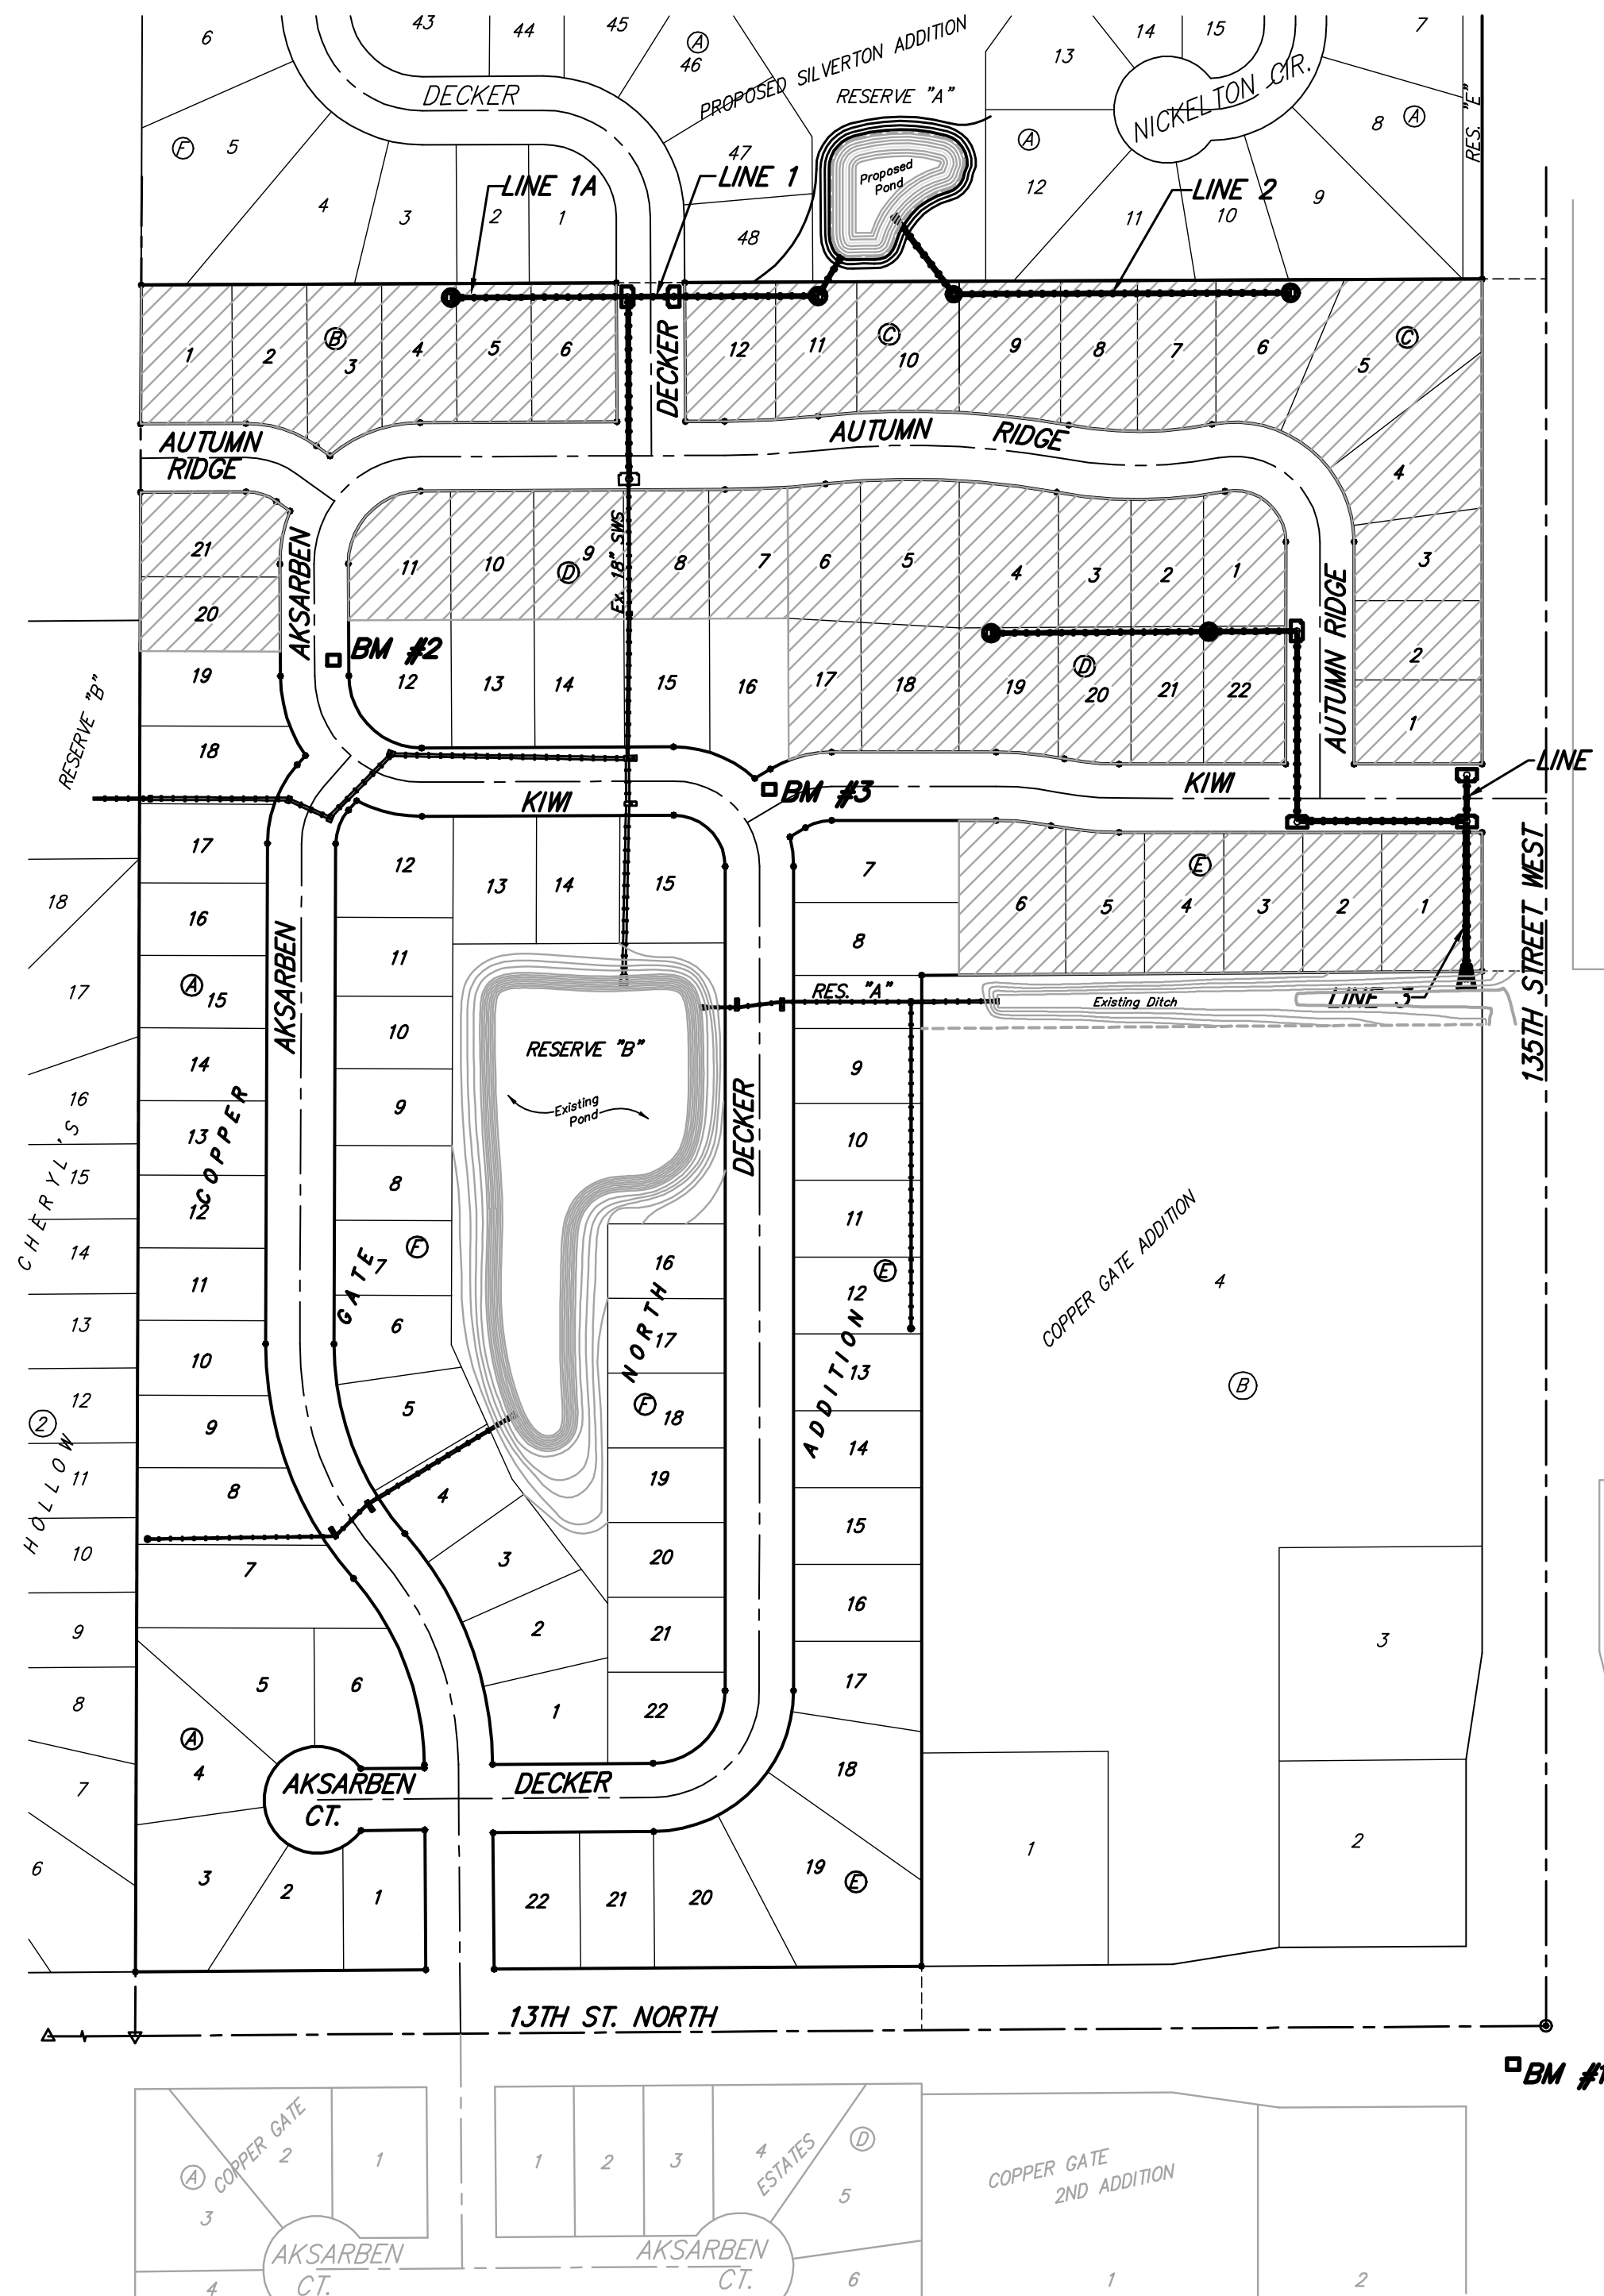 6
43
44
45
A
46
PROPOSED SILVERTON ADDITION
RESERVE "A"
13
14
15
7
DECKER
NICKELTON CIR.
RES. "E"
F
5
47
Proposed
Pond
A
8
A
4
3
2
1
LINE 1A
LINE 1
48
12
11
10
9
LINE 2
1
2
B
3
4
5
6
DECKER
12
11
C
10
9
8
7
6
5
C
AUTUMN
RIDGE
AUTUMN RIDGE
4
21
20
AKSARBEN
11
10
9
D
Ex. 18" SWS
8
7
6
5
4
3
2
1
AUTUMN RIDGE
3
2
1
BM #2
19
18
RESERVE "B"
12
13
14
15
16
17
18
19
D
20
21
22
KIWI
BM #3
KIWI
LINE
17
16
A
15
14
13
12
11
10
9
8
7
AKSARBEN
12
13
14
15
7
8
6
5
E
4
3
2
1
135TH STREET WEST
11
10
9
8
7
F
6
5
4
3
2
1
RES. "A"
Existing Ditch
LINE 3
RESERVE "B"
Existing
Pond
DECKER
COPPER
GATE
NORTH
ADDITION
18
17
16
15
14
13
12
2
11
10
9
8
7
6
CHERYL'S
HOLLOW
9
10
11
12
E
13
14
15
16
17
18
19
E
16
17
F
18
19
20
21
22
COPPER GATE ADDITION
4
B
3
2
1
5
6
A
4
3
2
1
AKSARBEN
CT.
DECKER
22
21
20
13TH ST. NORTH
BM #1
COPPER GATE
A
2
1
3
4
1
2
3
4
ESTATES
D
5
6
AKSARBEN
CT.
AKSARBEN
CT.
COPPER GATE
2ND ADDITION
1
2